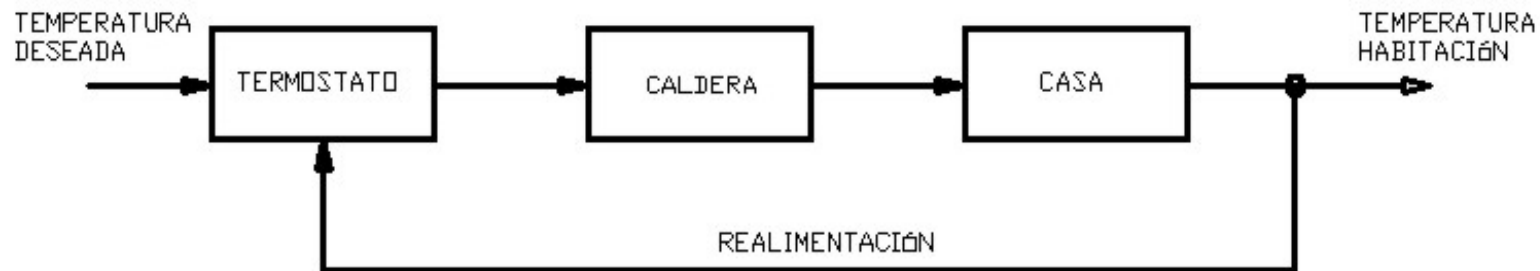 TEMPERATURA
DESEADA
TERMOSTATO
CALDERA
CASA
TEMPERATURA
HABITACIóN
REALIMENTACIóN